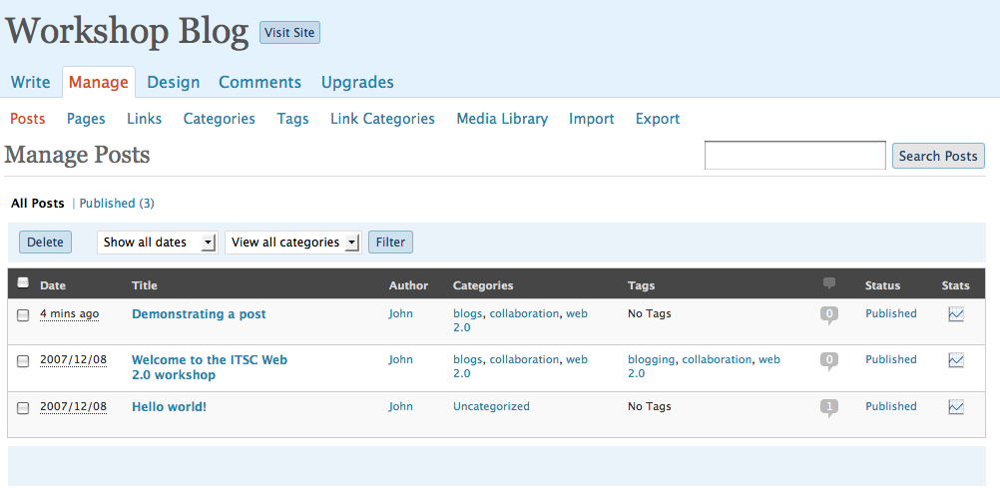 Workshop Blog Visit Site
Write Manage Design Comments Upgrades
Posts Pages Links Categories Tags Link Categories Media Library Import Export
Manage Posts Search Posts
All Posts | Published (3)
Delete Show all dates View all categories Filter
Date Title Author Categories Tags Status Stats
4 mins ago Demonstrating a post John blogs, collaboration, web No Tags 0 Published
2.0
2007/12/08 Welcome to the ITSC Web John blogs, collaboration, web blogging, collaboration, web 0 Published
2.0 workshop 2.0 2.0
2007/12/08 Hello world! John Uncategorized No Tags 1 Published